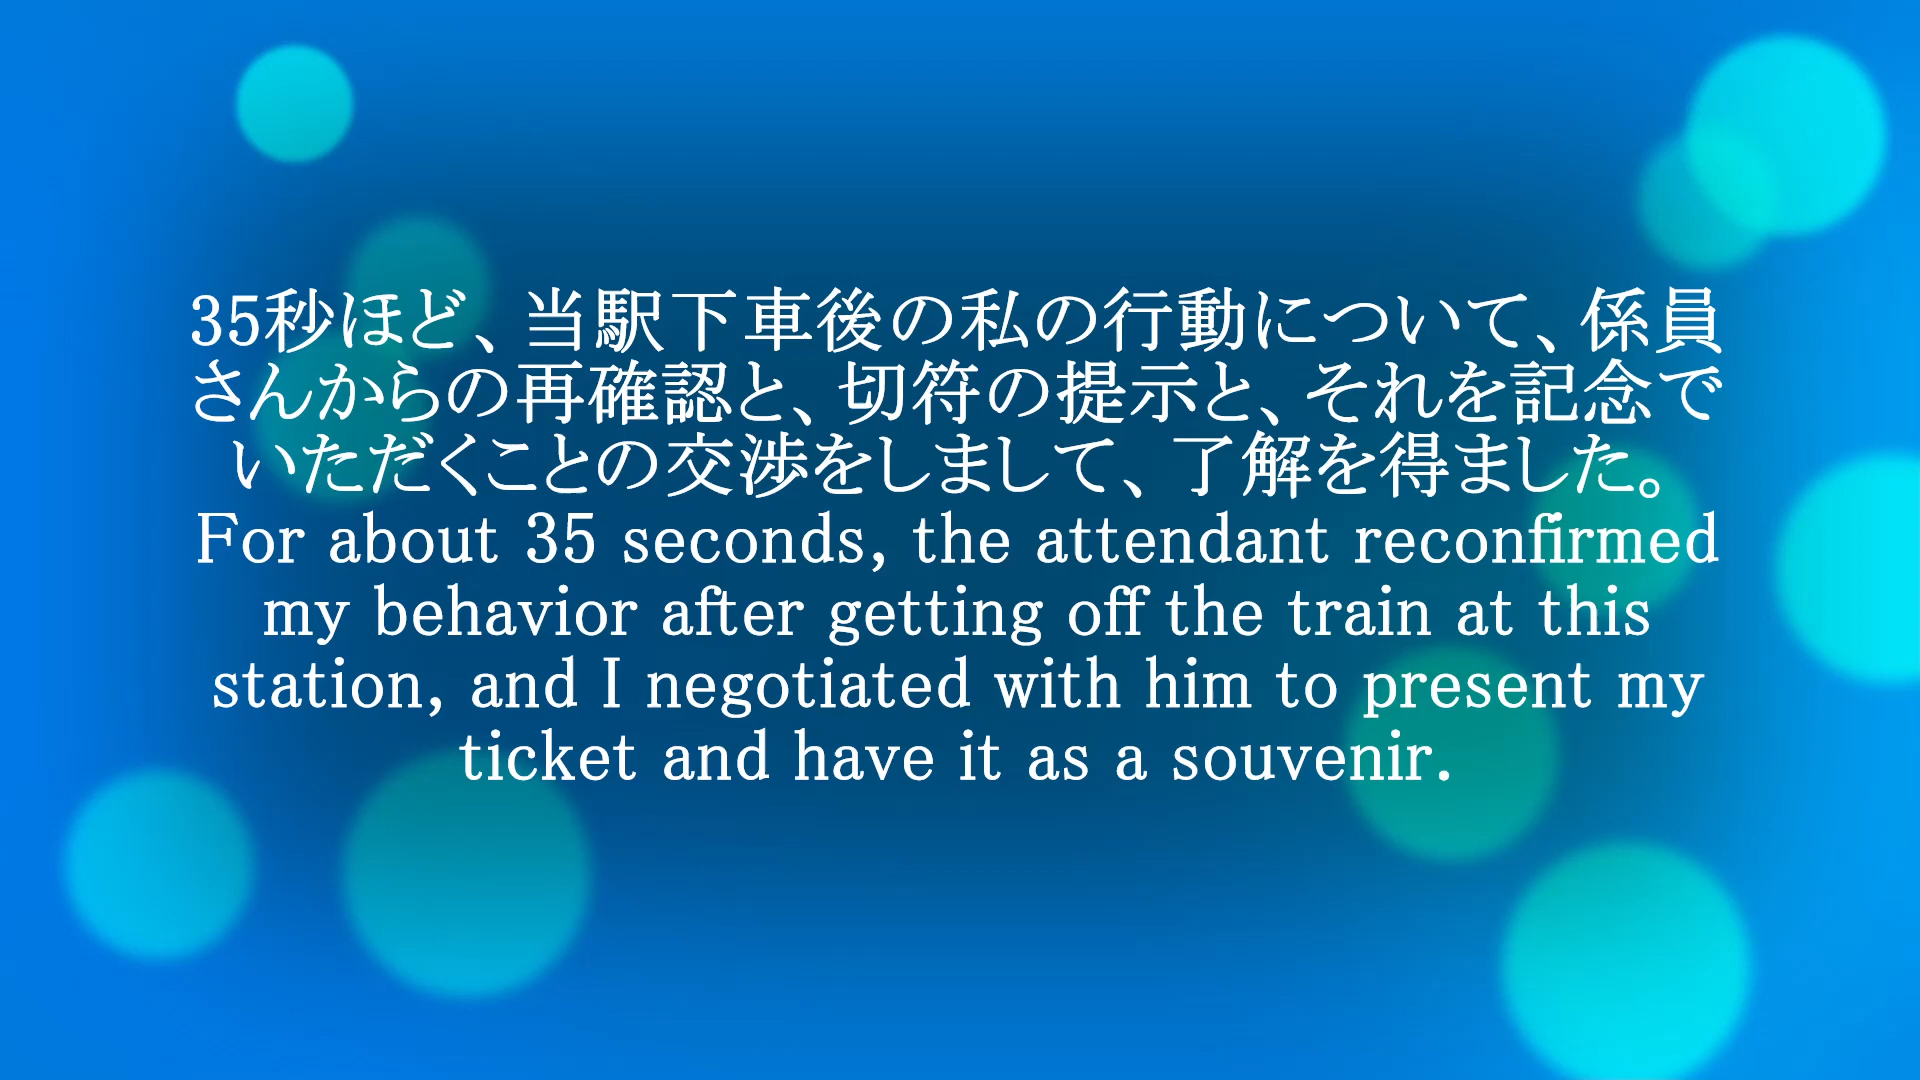 35秒ほど、当駅下車後の私の行動について、係員
さんからの再確認と、切符の提示と、それを記念で
いただくことの交渉をしまして、了解を得ました。
For about 35 seconds, the attendant reconfirmed
my behavior after getting off the train at this
station, and I negotiated with him to present my
ticket and have it as a souvenir.